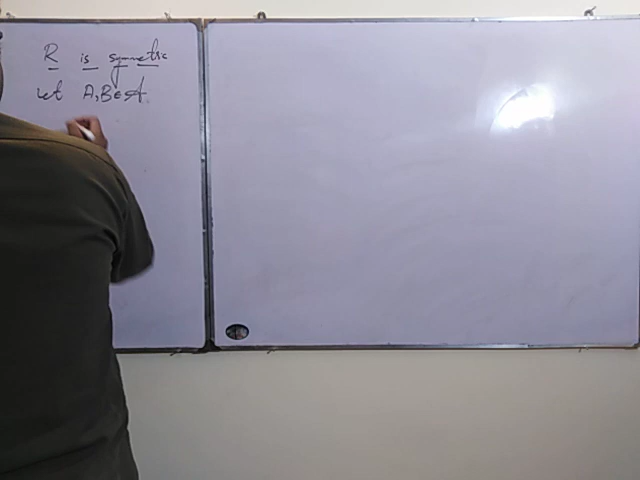 R is symmetric
Let A,B∈𝒜.